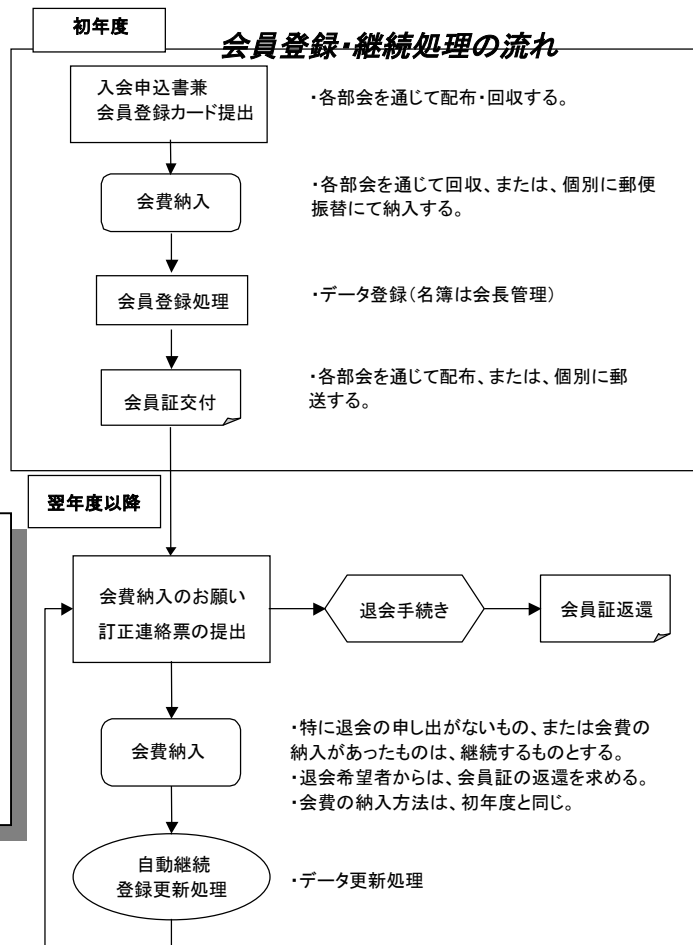 初年度
会員登録・継続処理の流れ
入会申込書兼
会員登録カード提出
・各部会を通じて配布・回収する。
会費納入
・各部会を通じて回収、または、個別に郵便
振替にて納入する。
会員登録処理
・データ登録（名簿は会長管理）
会員証交付
・各部会を通じて配布、または、個別に郵
送する。
翌年度以降
会費納入のお願い
訂正連絡票の提出
退会手続き
会員証返還
会費納入
・特に退会の申し出がないもの、または会費の
納入があったものは、継続するものとする。
・退会希望者からは、会員証の返還を求める。
・会費の納入方法は、初年度と同じ。
自動継続
登録更新処理
・データ更新処理